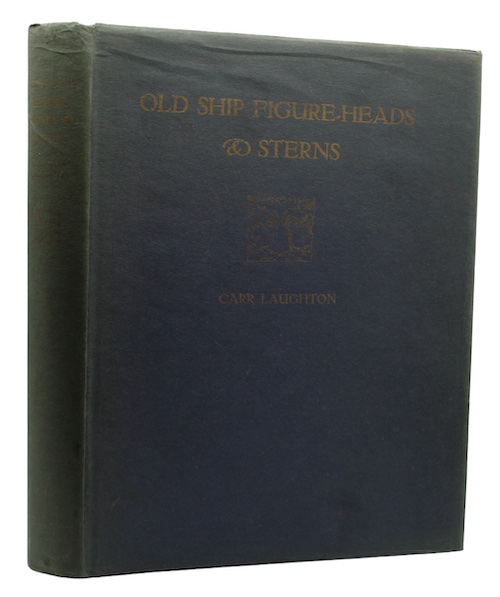 OLD SHIP FIGURE-HEADS
& STERNS
CARR LAUGHTON